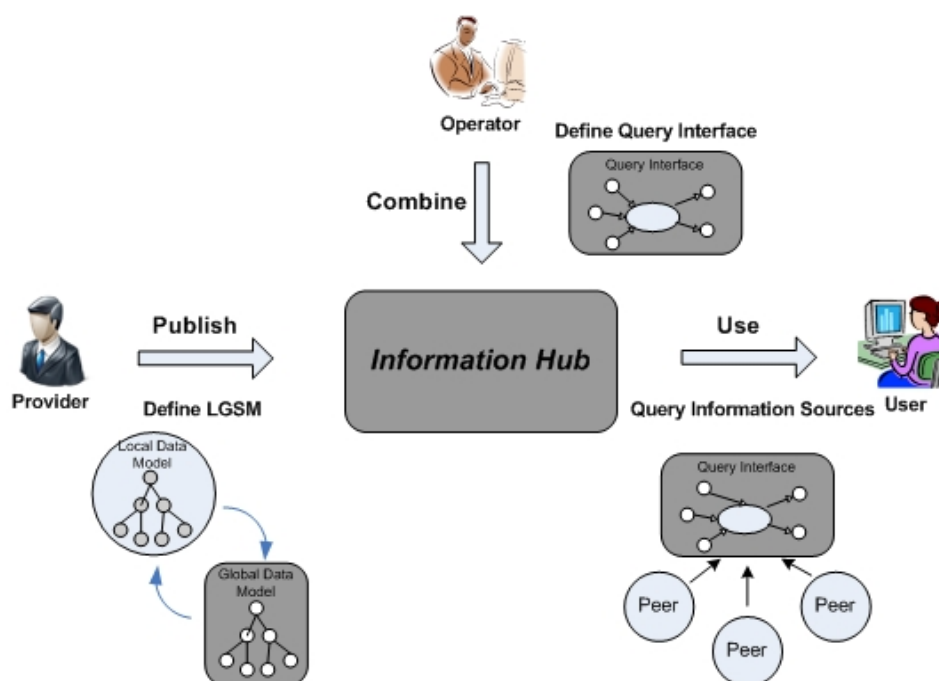 Operator
Define Query Interface
Query Interface
Combine
Publish
Information Hub
Use
Provider
Define LGSM
Query Information Sources
User
Local Data
Model
Global Data
Model
Query Interface
Peer
Peer
Peer